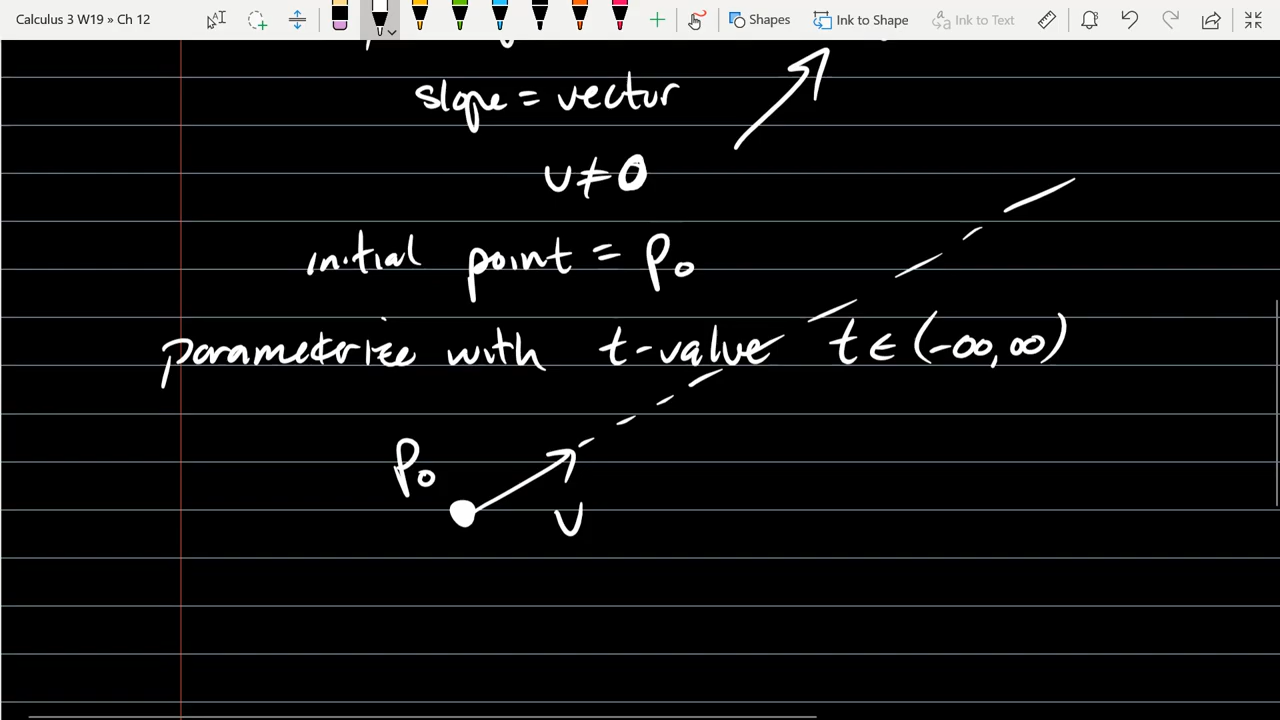 Calculus 3 W19 » Ch 12
Shapes
Ink to Shape
Ink to Text
slope = vector
v ≠ 0
initial point = P₀
parametrize with t-value t ∈ (-∞, ∞)
P₀
v